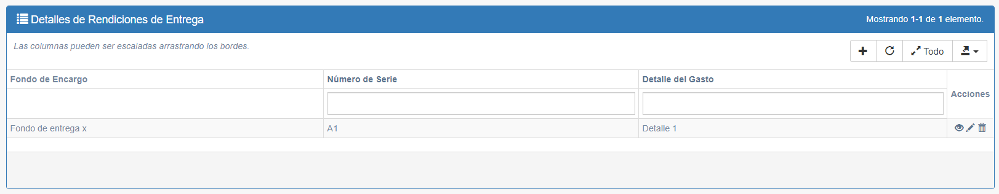 Detalles de Rendiciones de Entrega
Mostrando 1-1 de 1 elemento.
Las columnas pueden ser escaladas arrastrando los bordes.
Todo
Fondo de Encargo
Número de Serie
Detalle del Gasto
Acciones
Fondo de entrega x
A1
Detalle 1